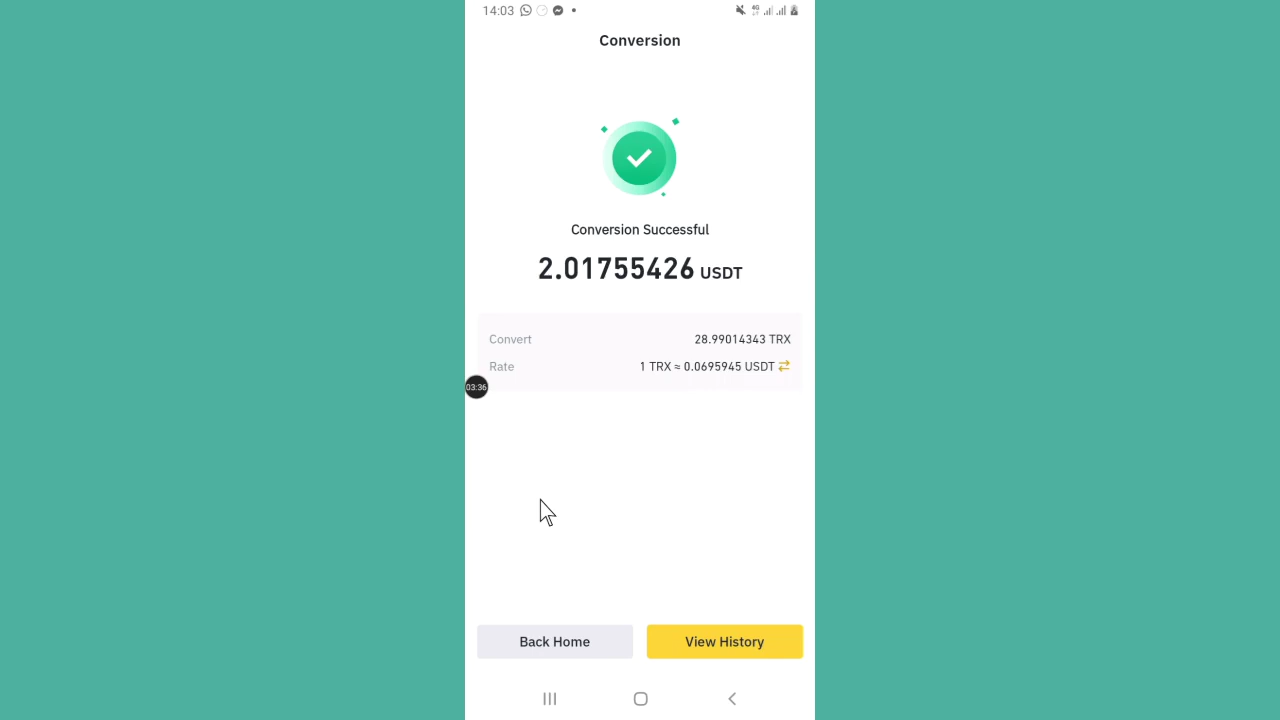 14:03 4G
Conversion
Conversion Successful
2.01755426 USDT
Convert 28.99014343 TRX
Rate 1 TRX ≈ 0.0695945 USDT
03:36
Back Home View History